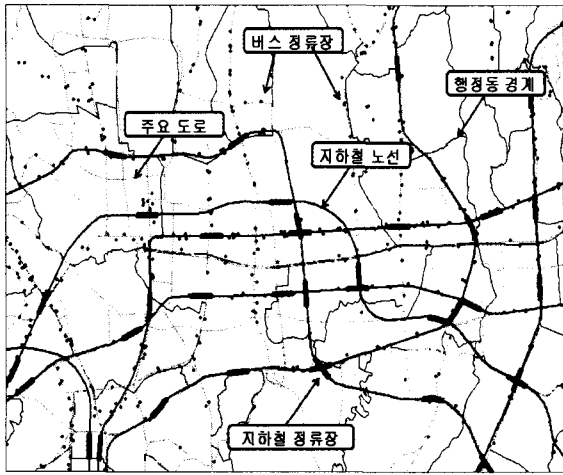 버스 정류장
행정동 경계
주요 도로
지하철 노선
지하철 정류장